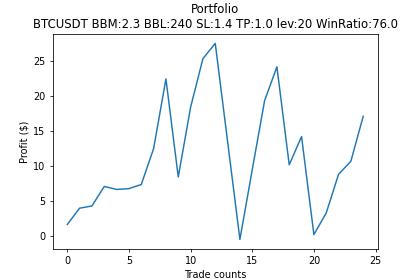 Portfolio
BTCUSDT BBM:2.3 BBL:240 SL:1.4 TP:1.0 lev:20 WinRatio:76.0
Profit ($)
25
20
15
10
5
0
0 5 10 15 20 25
Trade counts